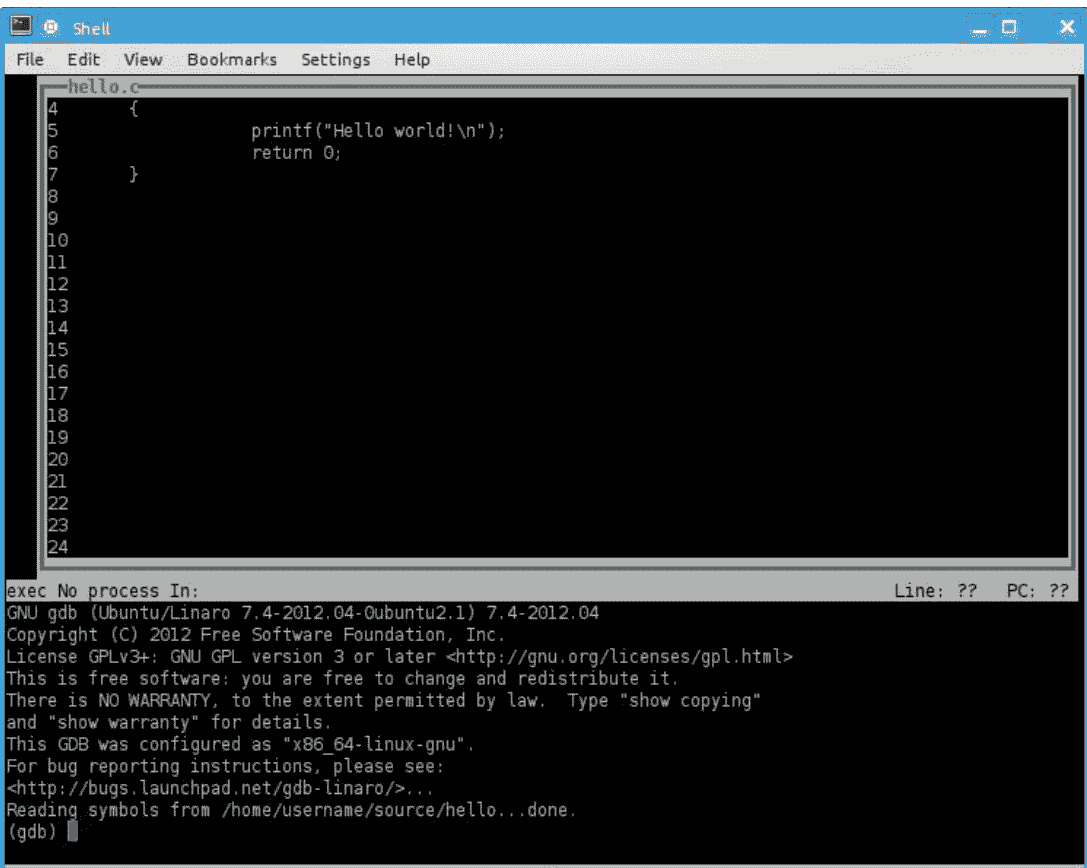 Shell
File Edit View Bookmarks Settings Help
hello.c
4 {
5 printf("Hello world!\n");
6 return 0;
7 }
8
9
10
11
12
13
14
15
16
17
18
19
20
21
22
23
24
exec No process In: Line: ?? PC: ??
GNU gdb (Ubuntu/Linaro 7.4-2012.04-0ubuntu2.1) 7.4-2012.04
Copyright (C) 2012 Free Software Foundation, Inc.
License GPLv3+: GNU GPL version 3 or later <http://gnu.org/licenses/gpl.html>
This is free software: you are free to change and redistribute it.
There is NO WARRANTY, to the extent permitted by law. Type "show copying"
and "show warranty" for details.
This GDB was configured as "x86_64-linux-gnu".
For bug reporting instructions, please see:
<http://bugs.launchpad.net/gdb-linaro/>...
Reading symbols from /home/username/source/hello...done.
(gdb)